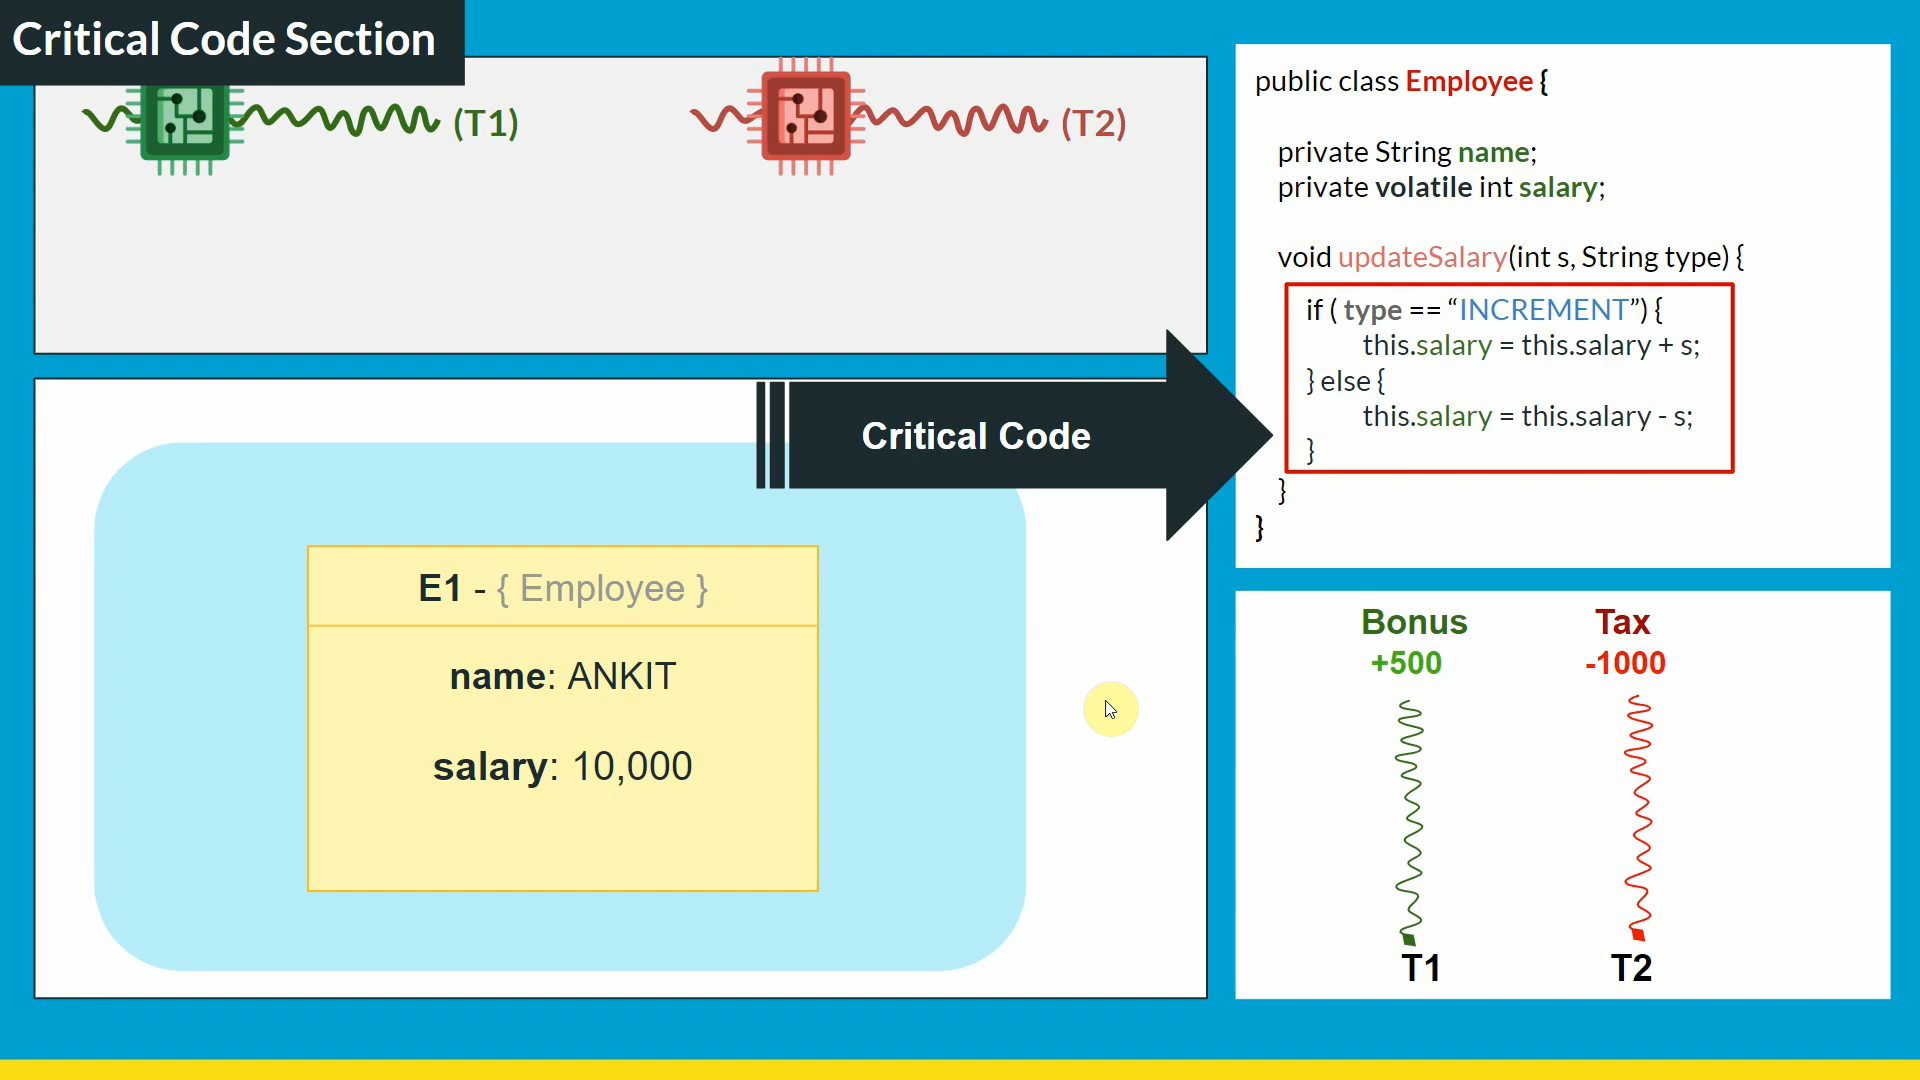 Critical Code Section
(T1)
(T2)
public class Employee {
private String name;
private volatile int salary;
void updateSalary(int s, String type) {
if ( type == “INCREMENT”) {
this.salary = this.salary + s;
} else {
this.salary = this.salary - s;
}
}
}
Critical Code
E1 - { Employee }
name: ANKIT
salary: 10,000
Bonus
+500
Tax
-1000
T1
T2